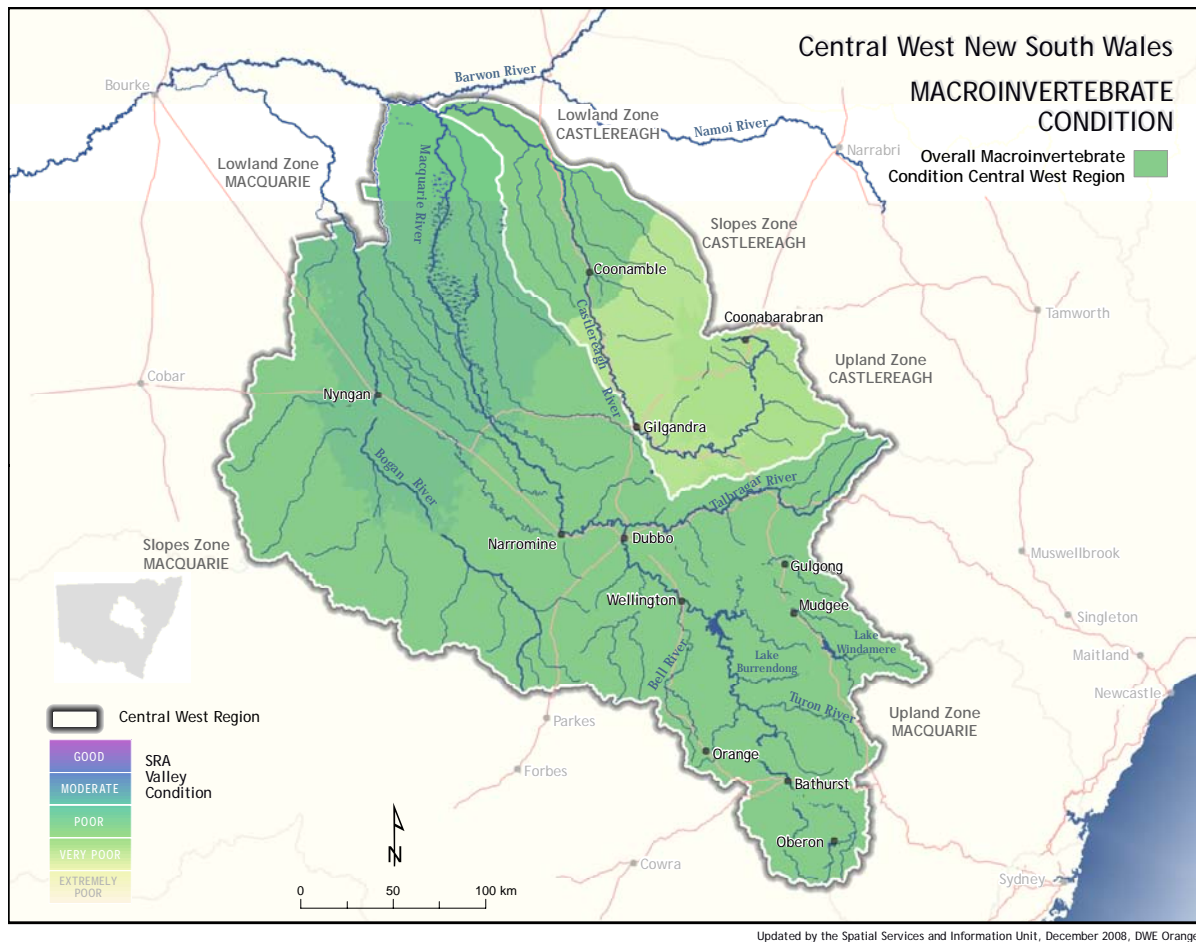 Central West New South Wales
MACROINVERTEBRATE
CONDITION
Overall Macroinvertebrate
Condition Central West Region
Bourke
Barwon River
Lowland Zone
CASTLEREAGH
Namoi River
Narrabri
Lowland Zone
MACQUARIE
Macquarie River
Slopes Zone
CASTLEREAGH
Coonamble
Coonabarabran
Tamworth
Castlereagh
River
Upland Zone
CASTLEREAGH
Cobar
Nyngan
Gilgandra
Bogan River
Talbragar River
Narromine
Dubbo
Slopes Zone
MACQUARIE
Muswellbrook
Gulgong
Wellington
Mudgee
Singleton
Lake
Windamere
Maitland
Bell River
Lake
Burrendong
Newcastle
Turon River
Upland Zone
MACQUARIE
Central West Region
Parkes
GOOD
MODERATE
POOR
VERY POOR
EXTREMELY
POOR
SRA
Valley
Condition
Orange
Forbes
Bathurst
Oberon
N
Cowra
Sydney
0 50 100 km
Updated by the Spatial Services and Information Unit, December 2008, DWE Orange